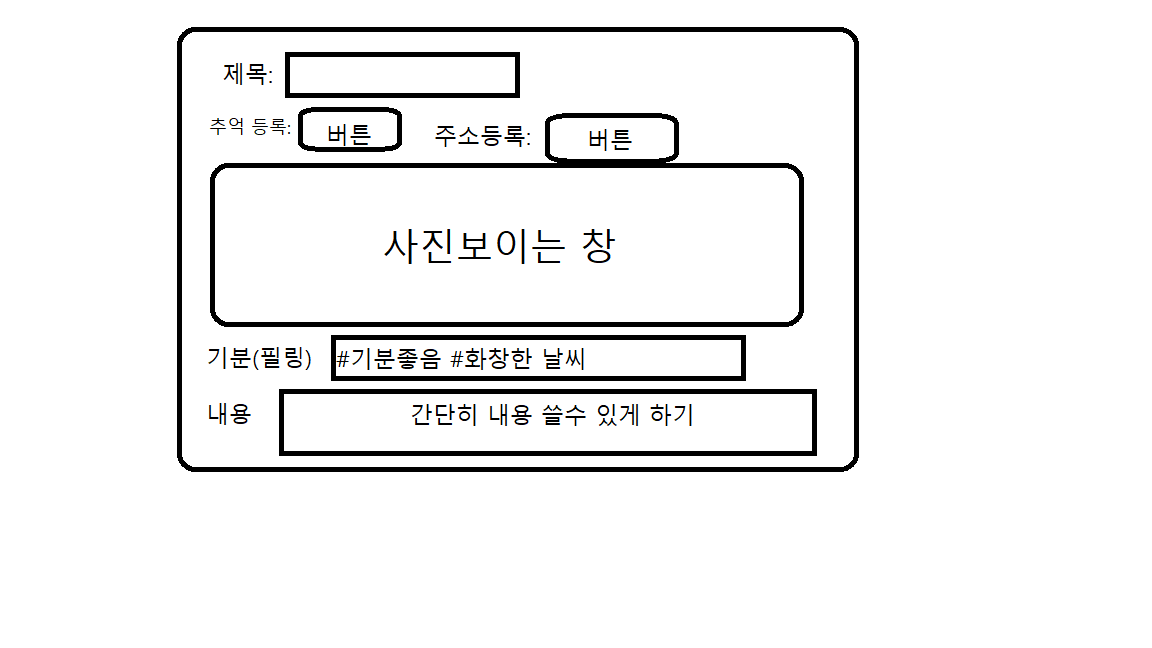 제목:
추억 등록: 버튼 주소등록: 버튼
사진보이는 창
기분(필링) #기분좋음 #화창한 날씨
내용 간단히 내용 쓸수 있게 하기